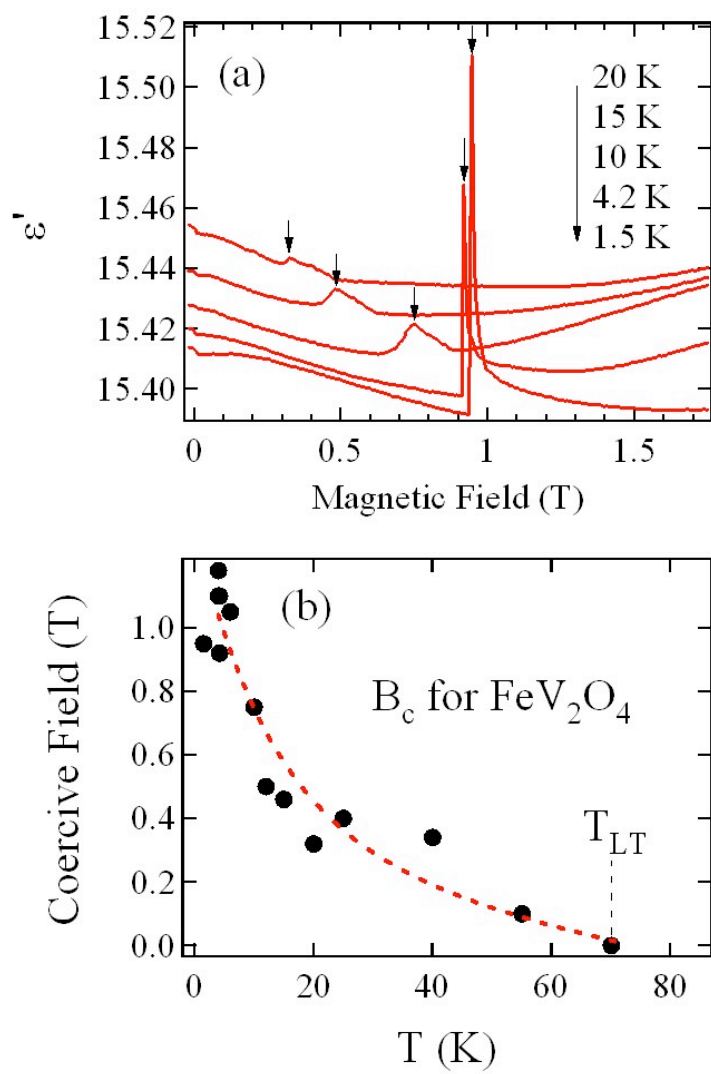 15.52
15.50
15.48
15.46
15.44
15.42
15.40
ε'
(a)
20 K
15 K
10 K
4.2 K
1.5 K
0
0.5
1
1.5
Magnetic Field (T)
1.0
0.8
0.6
0.4
0.2
0.0
Coercive Field (T)
(b)
B_c for FeV₂O₄
T_LT
0
20
40
60
80
T (K)